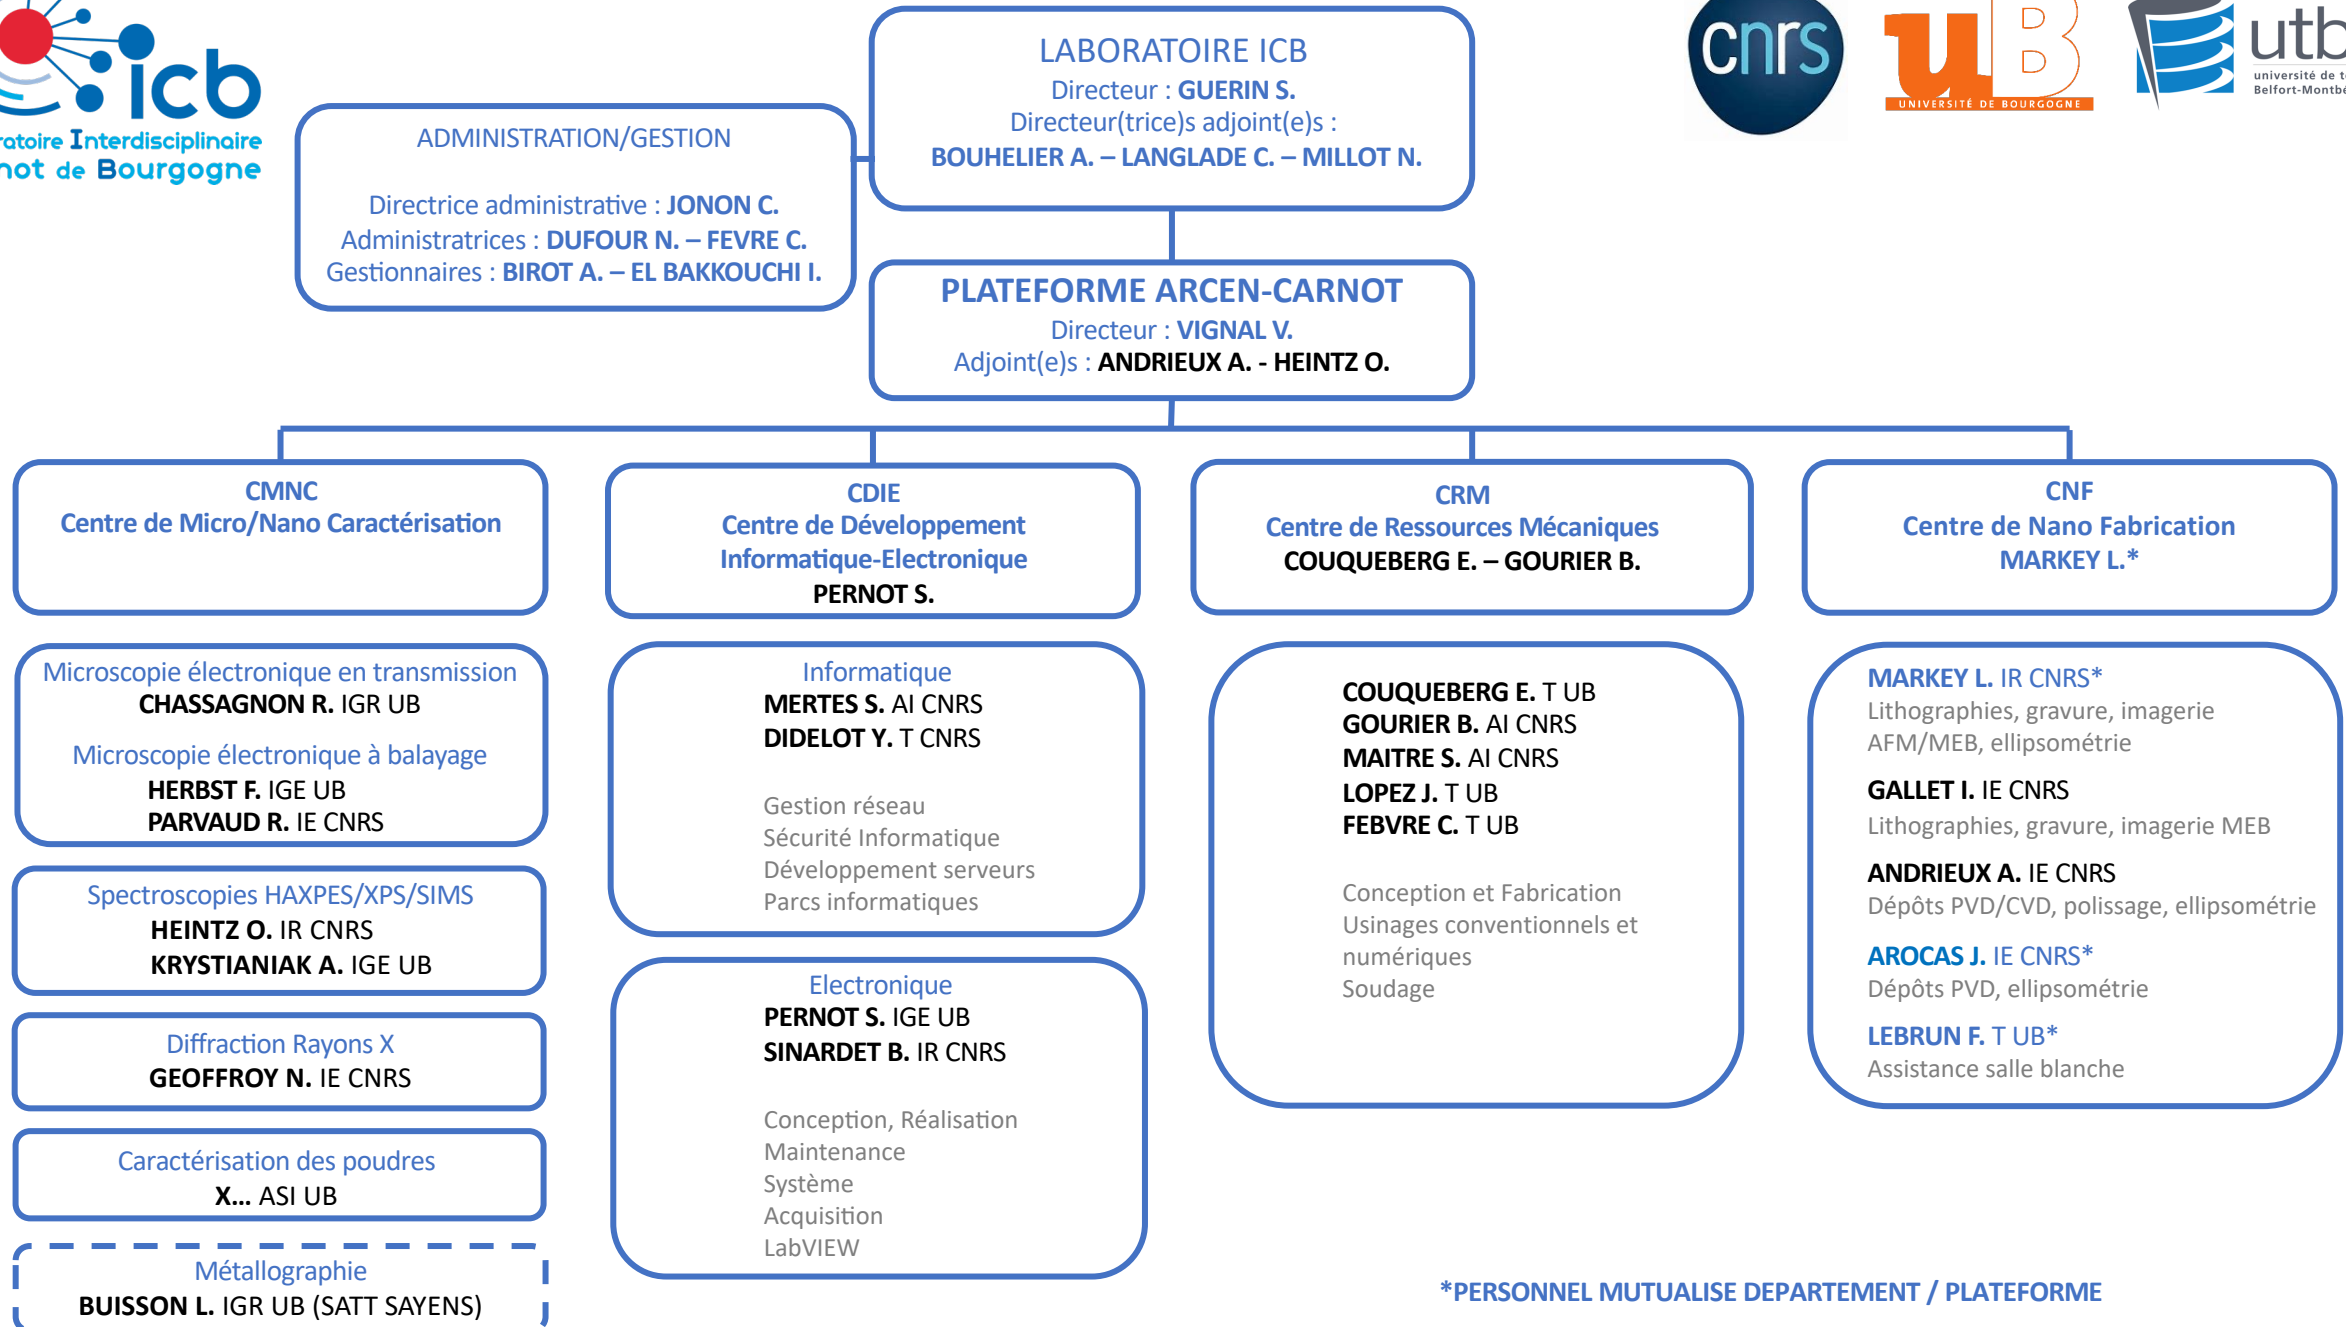 icb
ratoire Interdisciplinaire
not de Bourgogne
ADMINISTRATION/GESTION
Directrice administrative : JONON C.
Administratrices : DUFOUR N. – FEVRE C.
Gestionnaires : BIROT A. – EL BAKKOUCHI I.
LABORATOIRE ICB
Directeur : GUERIN S.
Directeur(trice)s adjoint(e)s :
BOUHELIER A. – LANGLADE C. – MILLOT N.
cnrs
uB
UNIVERSITÉ DE BOURGOGNE
utb
université de t
Belfort-Montbé
PLATEFORME ARCEN-CARNOT
Directeur : VIGNAL V.
Adjoint(e)s : ANDRIEUX A. - HEINTZ O.
CMNC
Centre de Micro/Nano Caractérisation
Microscopie électronique en transmission
CHASSAGNON R. IGR UB
Microscopie électronique à balayage
HERBST F. IGE UB
PARVAUD R. IE CNRS
Spectroscopies HAXPES/XPS/SIMS
HEINTZ O. IR CNRS
KRYSTIANIAK A. IGE UB
Diffraction Rayons X
GEOFFROY N. IE CNRS
Caractérisation des poudres
X... ASI UB
Métallographie
BUISSON L. IGR UB (SATT SAYENS)
CDIE
Centre de Développement
Informatique-Electronique
PERNOT S.
Informatique
MERTES S. AI CNRS
DIDELOT Y. T CNRS
Gestion réseau
Sécurité Informatique
Développement serveurs
Parcs informatiques
Electronique
PERNOT S. IGE UB
SINARDET B. IR CNRS
Conception, Réalisation
Maintenance
Système
Acquisition
LabVIEW
CRM
Centre de Ressources Mécaniques
COUQUEBERG E. – GOURIER B.
COUQUEBERG E. T UB
GOURIER B. AI CNRS
MAITRE S. AI CNRS
LOPEZ J. T UB
FEBVRE C. T UB
Conception et Fabrication
Usinages conventionnels et
numériques
Soudage
CNF
Centre de Nano Fabrication
MARKEY L.*
MARKEY L. IR CNRS*
Lithographies, gravure, imagerie
AFM/MEB, ellipsométrie
GALLET I. IE CNRS
Lithographies, gravure, imagerie MEB
ANDRIEUX A. IE CNRS
Dépôts PVD/CVD, polissage, ellipsométrie
AROCAS J. IE CNRS*
Dépôts PVD, ellipsométrie
LEBRUN F. T UB*
Assistance salle blanche
*PERSONNEL MUTUALISE DEPARTEMENT / PLATEFORME